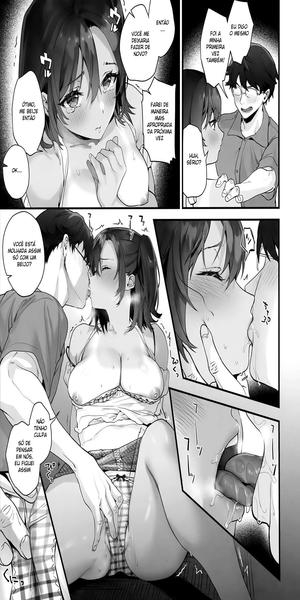 EU DIGO
O MESMO
FOI A
MINHA
PRIMEIRA
VEZ
TAMBÉM!
HUH,
SÉRIO?
ENTÃO
VOCÊ
ME
DEIXARIA
FAZER DE
NOVO?
FAREI DE
MANEIRA
MAIS
APROPRIADA
DA
PRÓXIMA
VEZ
ÓTIMO,
ME BEIJE
ENTÃO
OK...
VOCÊ ESTÁ
MOLHADA ASSIM
SÓ COM UM
BEIJO?
NÃO
TENHO
CULPA
SÓ DE
PENSAR
EM NÓS,
EU FIQUEI
ASSIM